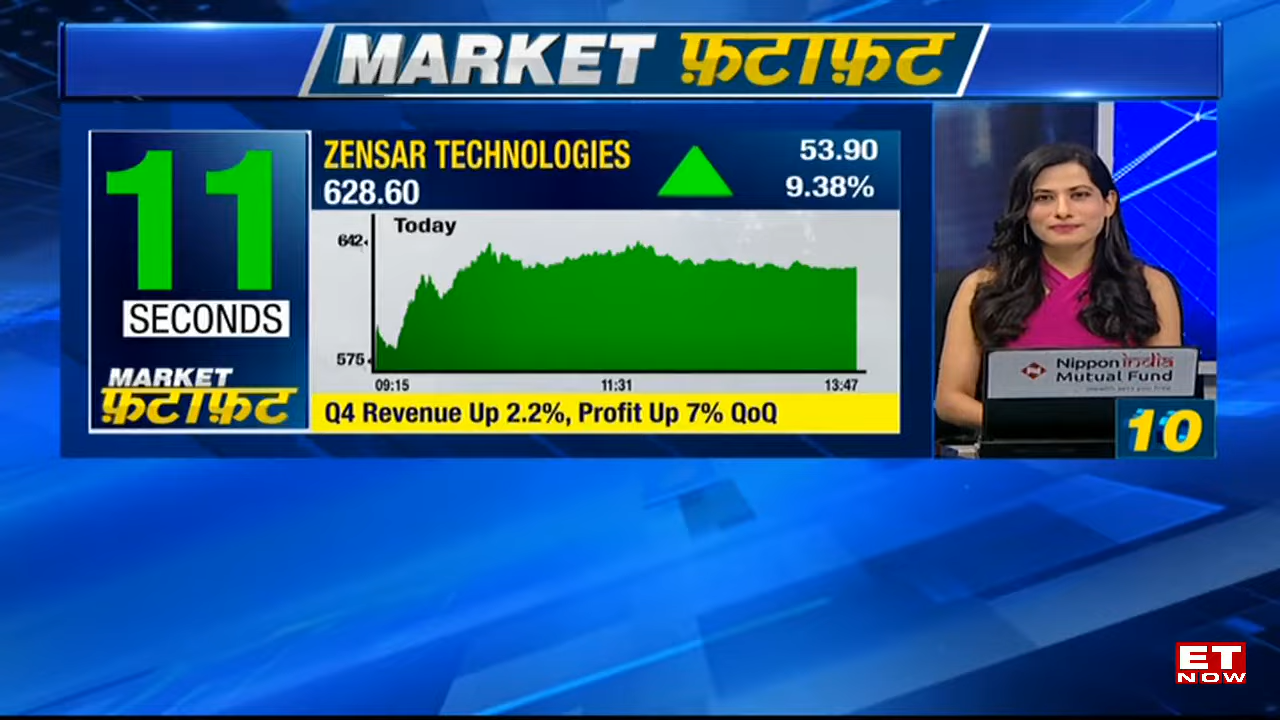 MARKET फ़टाफ़ट
11
SECONDS
MARKET
फ़टाफ़ट
ZENSAR TECHNOLOGIES
628.60
53.90
9.38%
Today
642
575
09:15 11:31 13:47
Q4 Revenue Up 2.2%, Profit Up 7% QoQ
Nippon india
Mutual Fund
10
ET
NOW